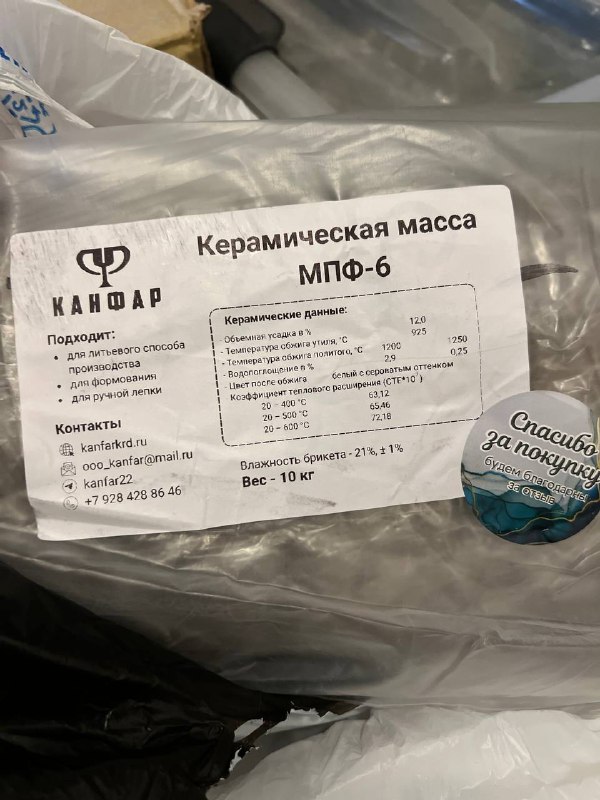 КАНФАР
Керамическая масса
МПФ-6
Подходит:
• для литьевого способа
производства
• для формования
• для ручной лепки
Контакты
kanfarkrd.ru
ooo_kanfar@mail.ru
kanfar22
+7 928 428 86 46
Керамические данные:
- Объемная усадка в % 12,0
- Температура обжига утиля, °C 925
- Температура обжига политого, °C 1200 1250
- Водопоглощение в % 2,9 0,25
- Цвет после обжига белый с сероватым оттенком
Коэффициент теплового расширения (CTE*10⁷)
20 – 400 °C 63,12
20 – 500 °C 65,46
20 – 600 °C 72,18
Влажность брикета - 21%, ± 1%
Вес - 10 кг
Спасибо
за покупку
будем благодарны
за отзыв